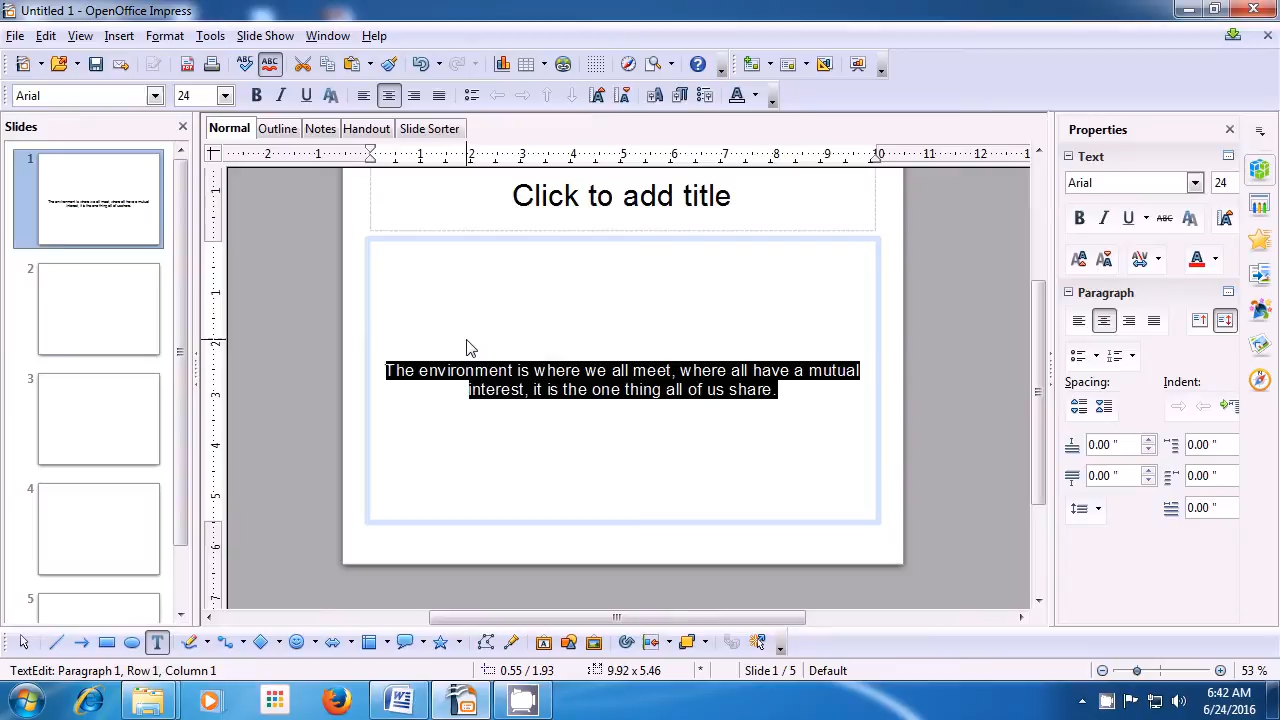 Untitled 1 - OpenOffice Impress
File Edit View Insert Format Tools Slide Show Window Help
Arial 24
Slides
Normal Outline Notes Handout Slide Sorter
Properties
Text
Arial 24
Click to add title
The environment is where we all meet, where all have a mutual
interest, it is the one thing all of us share.
Paragraph
Spacing: Indent:
0.00 " 0.00 "
0.00 " 0.00 "
0.00 "
1
2
3
4
5
TextEdit: Paragraph 1, Row 1, Column 1 0.55 / 1.93 9.92 x 5.46 * Slide 1 / 5 Default 53 %
6:42 AM
6/24/2016